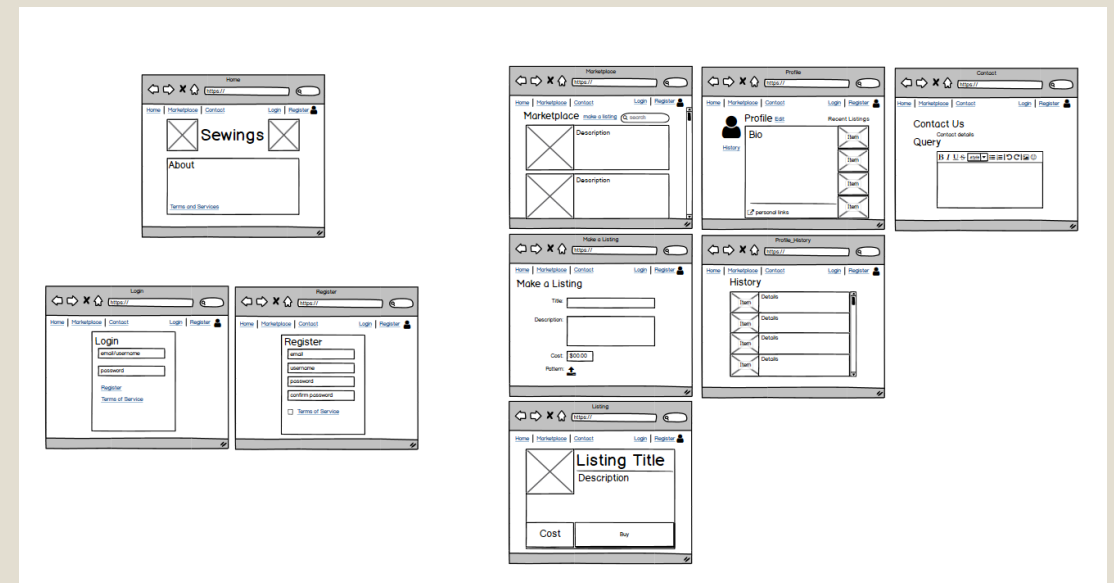 Home
https://
Home | Marketplace | Contact Login | Register
Sewings
About
Terms and Services
Login
https://
Home | Marketplace | Contact Login | Register
Login
email/username
password
Register
Terms of Service
Register
https://
Home | Marketplace | Contact Login | Register
Register
email
username
password
confirm password
Terms of Service
Marketplace
https://
Home | Marketplace | Contact Login | Register
Marketplace make a listing search
Description
Description
Profile
https://
Home | Marketplace | Contact Login | Register
Profile Edit Recent Listings
History
Bio
Item
Item
Item
Item
personal links
Contact
https://
Home | Marketplace | Contact Login | Register
Contact Us
Contact details
Query
B I U S
Make a Listing
https://
Home | Marketplace | Contact Login | Register
Make a Listing
Title:
Description:
Cost: $00.00
Pattern:
Profile_History
https://
Home | Marketplace | Contact Login | Register
History
Item Details
Item Details
Item Details
Item Details
Listing
https://
Home | Marketplace | Contact Login | Register
Listing Title
Description
Cost Buy